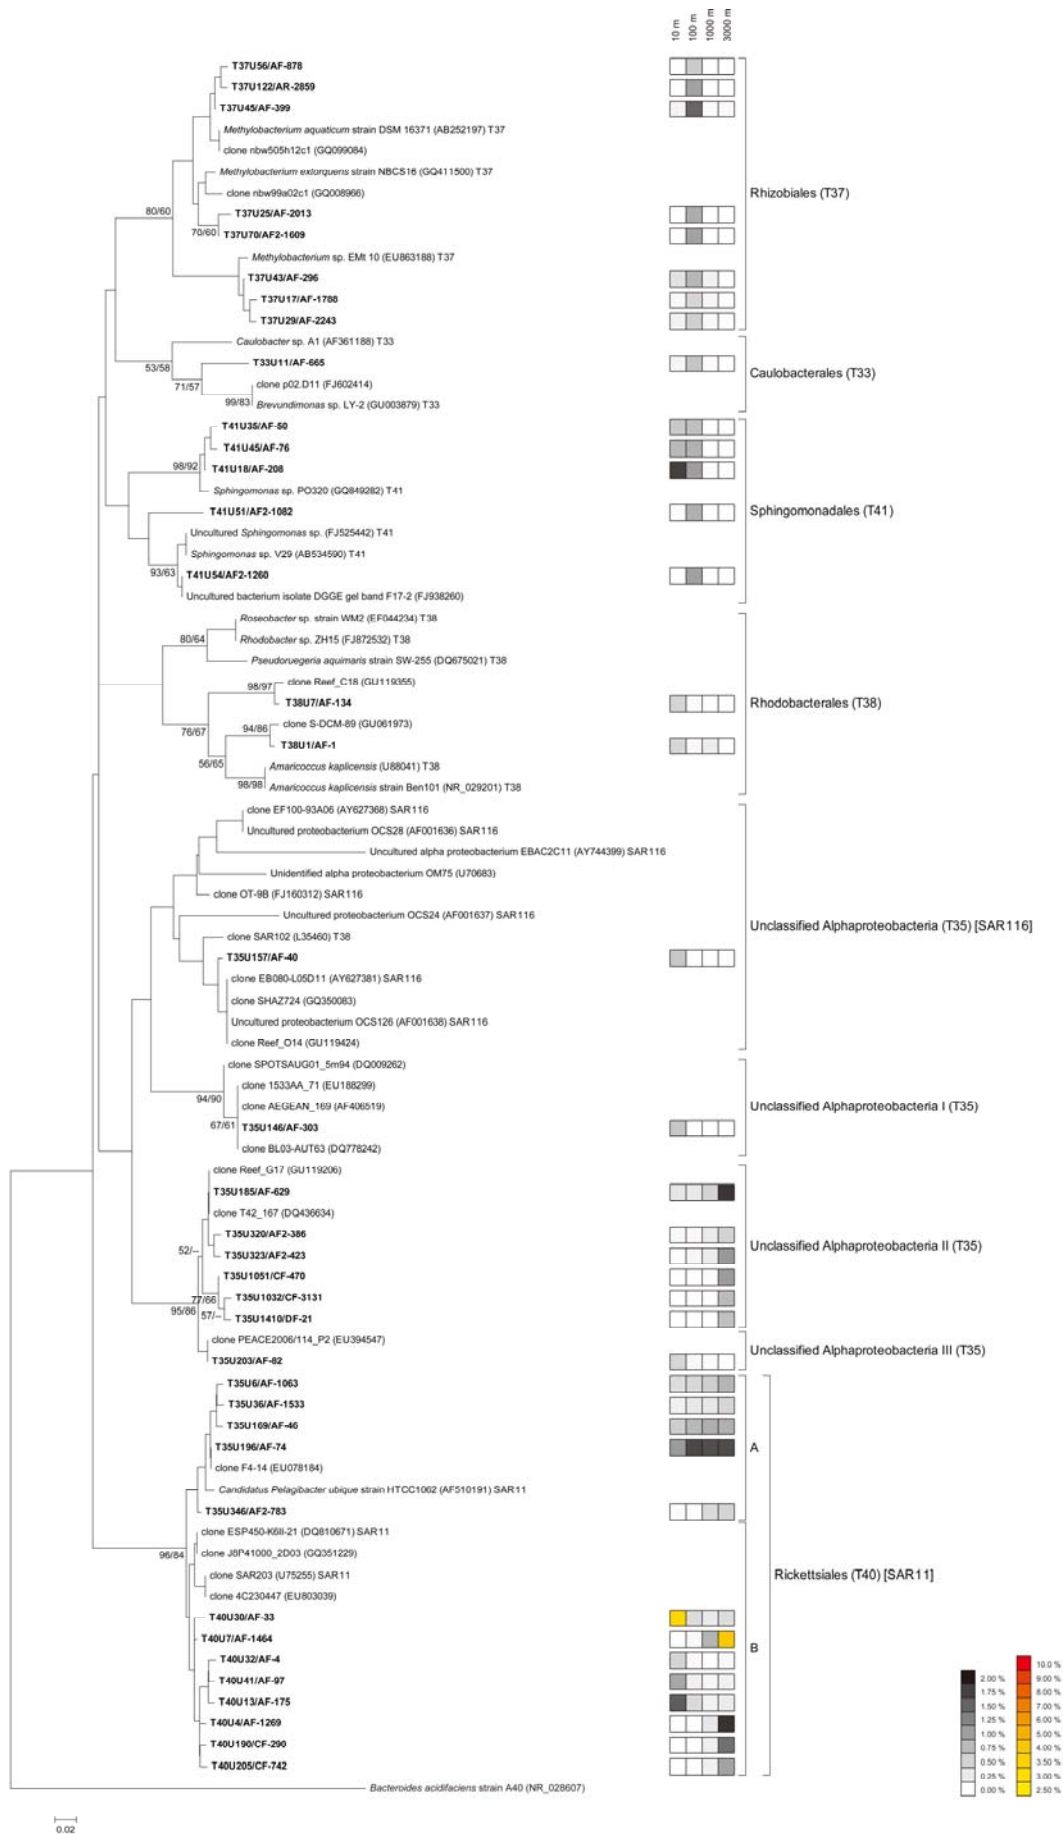 10 m
100 m
1000 m
3000 m
T37U56/AF-878
T37U122/AR-2859
T37U45/AF-399
Methylobacterium aquaticum strain DSM 16371 (AB252197) T37
clone nbw505h12c1 (GQ099084)
Methylobacterium extorquens strain NBCS16 (GQ411500) T37
clone nbw99a02c1 (GQ008966)
Rhizobiales (T37)
80/60
T37U25/AF-2013
70/60
T37U70/AF2-1609
Methylobacterium sp. EMt 10 (EU863188) T37
T37U43/AF-296
T37U17/AF-1788
T37U29/AF-2243
Caulobacter sp. A1 (AF361188) T33
53/58
T33U11/AF-665
Caulobacterales (T33)
71/57
clone p02.D11 (FJ602414)
99/83
Brevundimonas sp. LY-2 (GU003879) T33
T41U35/AF-50
T41U45/AF-76
98/92
T41U18/AF-208
Sphingomonas sp. PO320 (GQ849282) T41
T41U51/AF2-1082
Sphingomonadales (T41)
Uncultured Sphingomonas sp. (FJ525442) T41
Sphingomonas sp. V29 (AB534590) T41
93/63
T41U54/AF2-1260
Uncultured bacterium isolate DGGE gel band F17-2 (FJ938260)
Roseobacter sp. strain WM2 (EF044234) T38
80/64
Rhodobacter sp. ZH15 (FJ872532) T38
Pseudoruegeria aquimaris strain SW-255 (DQ675021) T38
98/97
clone Reef_C18 (GU119355)
T38U7/AF-134
Rhodobacterales (T38)
76/67
94/86
clone S-DCM-89 (GU061973)
T38U1/AF-1
56/65
Amaricoccus kaplicensis (U88041) T38
98/98
Amaricoccus kaplicensis strain Ben101 (NR_029201) T38
clone EF100-93A06 (AY627368) SAR116
Uncultured proteobacterium OCS28 (AF001636) SAR116
Uncultured alpha proteobacterium EBAC2C11 (AY744399) SAR116
Unidentified alpha proteobacterium OM75 (U70683)
clone OT-9B (FJ160312) SAR116
Uncultured proteobacterium OCS24 (AF001637) SAR116
Unclassified Alphaproteobacteria (T35) [SAR116]
clone SAR102 (L35460) T38
T35U157/AF-40
clone EB080-L05D11 (AY627381) SAR116
clone SHAZ724 (GQ350083)
Uncultured proteobacterium OCS126 (AF001638) SAR116
clone Reef_O14 (GU119424)
clone SPOTSAUG01_5m94 (DQ009262)
94/90
clone 1533AA_71 (EU188299)
clone AEGEAN_169 (AF406519)
Unclassified Alphaproteobacteria I (T35)
67/61
T35U146/AF-303
clone BL03-AUT63 (DQ778242)
clone Reef_G17 (GU119206)
T35U185/AF-629
clone T42_167 (DQ436634)
T35U320/AF2-386
Unclassified Alphaproteobacteria II (T35)
52/--
T35U323/AF2-423
T35U1051/CF-470
77/66
T35U1032/CF-3131
95/86
57/--
T35U1410/DF-21
clone PEACE2006/114_P2 (EU394547)
Unclassified Alphaproteobacteria III (T35)
T35U203/AF-82
T35U6/AF-1063
T35U36/AF-1533
T35U169/AF-46
T35U196/AF-74
A
clone F4-14 (EU078184)
Candidatus Pelagibacter ubique strain HTCC1062 (AF510191) SAR11
T35U346/AF2-783
clone ESP450-K6II-21 (DQ810671) SAR11
96/84
clone J8P41000_2D03 (GQ351229)
clone SAR203 (U75255) SAR11
Rickettsiales (T40) [SAR11]
clone 4C230447 (EU803039)
T40U30/AF-33
T40U7/AF-1464
B
T40U32/AF-4
T40U41/AF-97
T40U13/AF-175
T40U4/AF-1269
T40U190/CF-290
T40U205/CF-742
Bacteroides acidifaciens strain A40 (NR_028607)
0.02
2.00 %
1.75 %
1.50 %
1.25 %
1.00 %
0.75 %
0.50 %
0.25 %
0.00 %
10.0 %
9.00 %
8.00 %
7.00 %
6.00 %
5.00 %
4.00 %
3.50 %
3.00 %
2.50 %